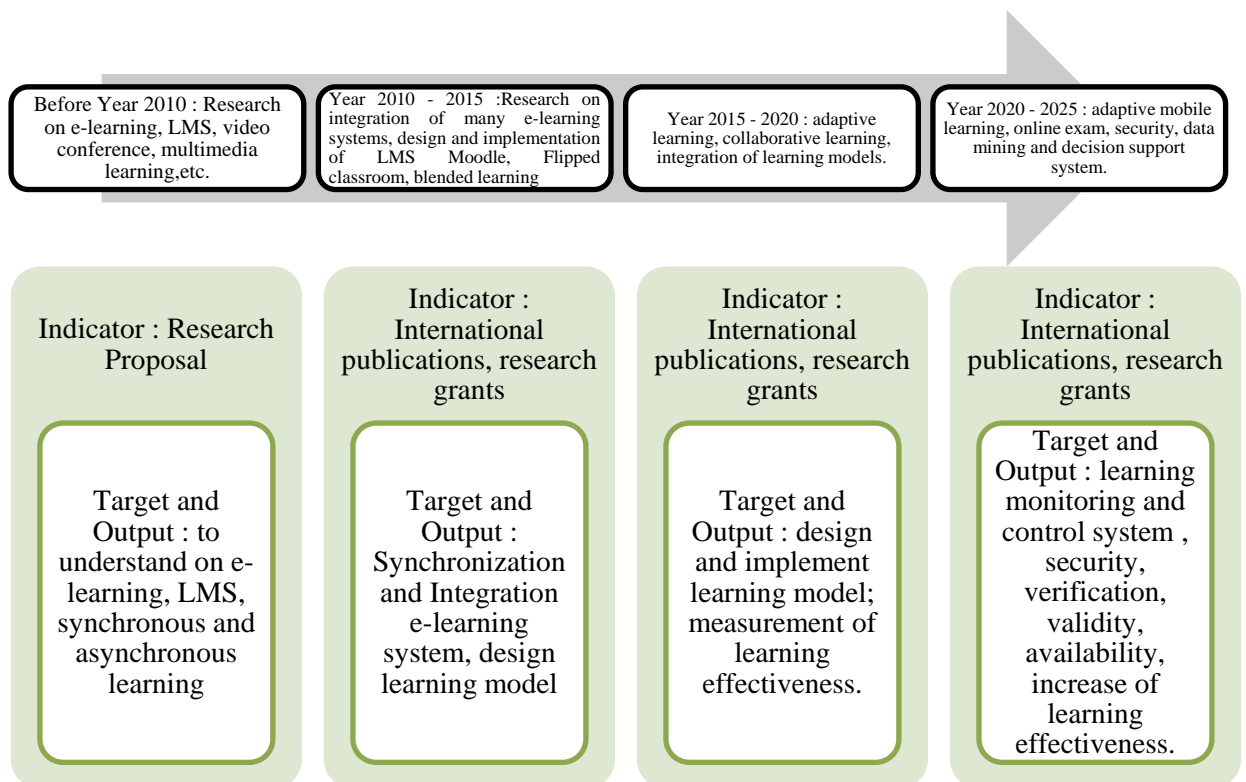 Before Year 2010 : Research
on e-learning, LMS, video
conference, multimedia
learning,etc.
Year 2010 - 2015 :Research on
integration of many e-learning
systems, design and implementation
of LMS Moodle, Flipped
classroom, blended learning
Year 2015 - 2020 : adaptive
learning, collaborative learning,
integration of learning models.
Year 2020 - 2025 : adaptive mobile
learning, online exam, security, data
mining and decision support
system.
Indicator : Research
Proposal
Target and
Output : to
understand on e-
learning, LMS,
synchronous and
asynchronous
learning
Indicator :
International
publications, research
grants
Target and
Output :
Synchronization
and Integration
e-learning
system, design
learning model
Indicator :
International
publications, research
grants
Target and
Output : design
and implement
learning model;
measurement of
learning
effectiveness.
Indicator :
International
publications, research
grants
Target and
Output : learning
monitoring and
control system ,
security,
verification,
validity,
availability,
increase of
learning
effectiveness.